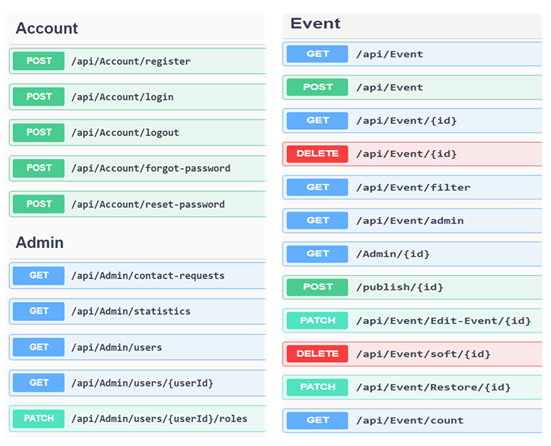 Account
POST /api/Account/register
POST /api/Account/login
POST /api/Account/logout
POST /api/Account/forgot-password
POST /api/Account/reset-password
Admin
GET /api/Admin/contact-requests
GET /api/Admin/statistics
GET /api/Admin/users
GET /api/Admin/users/{userId}
PATCH /api/Admin/users/{userId}/roles
Event
GET /api/Event
POST /api/Event
GET /api/Event/{id}
DELETE /api/Event/{id}
GET /api/Event/filter
GET /api/Event/admin
GET /Admin/{id}
POST /publish/{id}
PATCH /api/Event/Edit-Event/{id}
DELETE /api/Event/soft/{id}
PATCH /api/Event/Restore/{id}
GET /api/Event/count